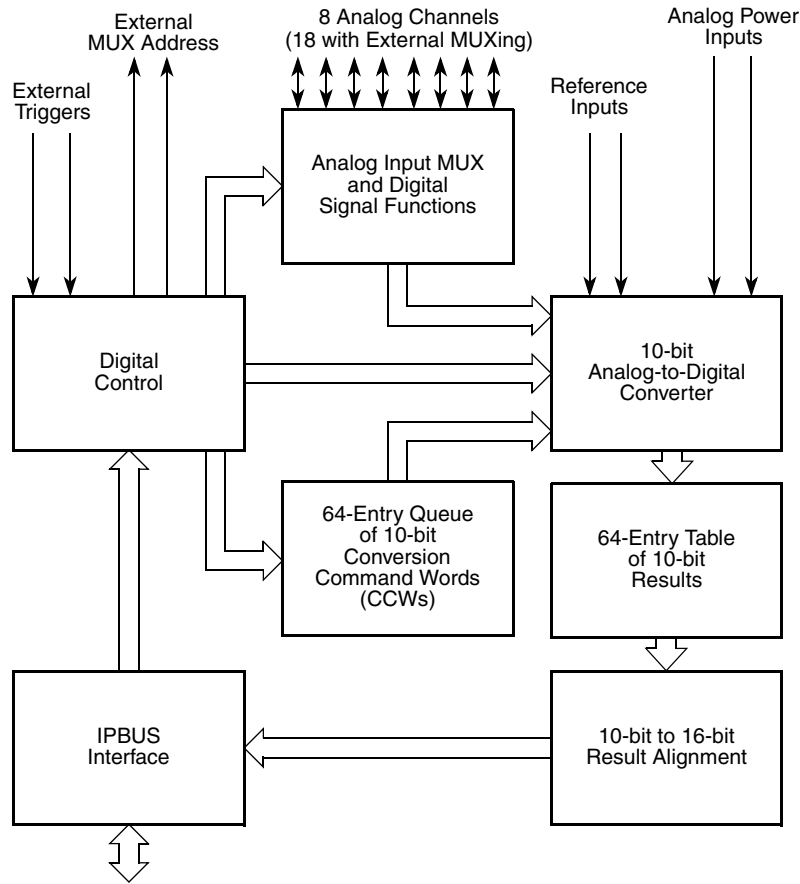 External
MUX Address
8 Analog Channels
(18 with External MUXing)
Analog Power
Inputs
External
Triggers
Reference
Inputs
Analog Input MUX
and Digital
Signal Functions
Digital
Control
10-bit
Analog-to-Digital
Converter
64-Entry Queue
of 10-bit
Conversion
Command Words
(CCWs)
64-Entry Table
of 10-bit
Results
IPBUS
Interface
10-bit to 16-bit
Result Alignment